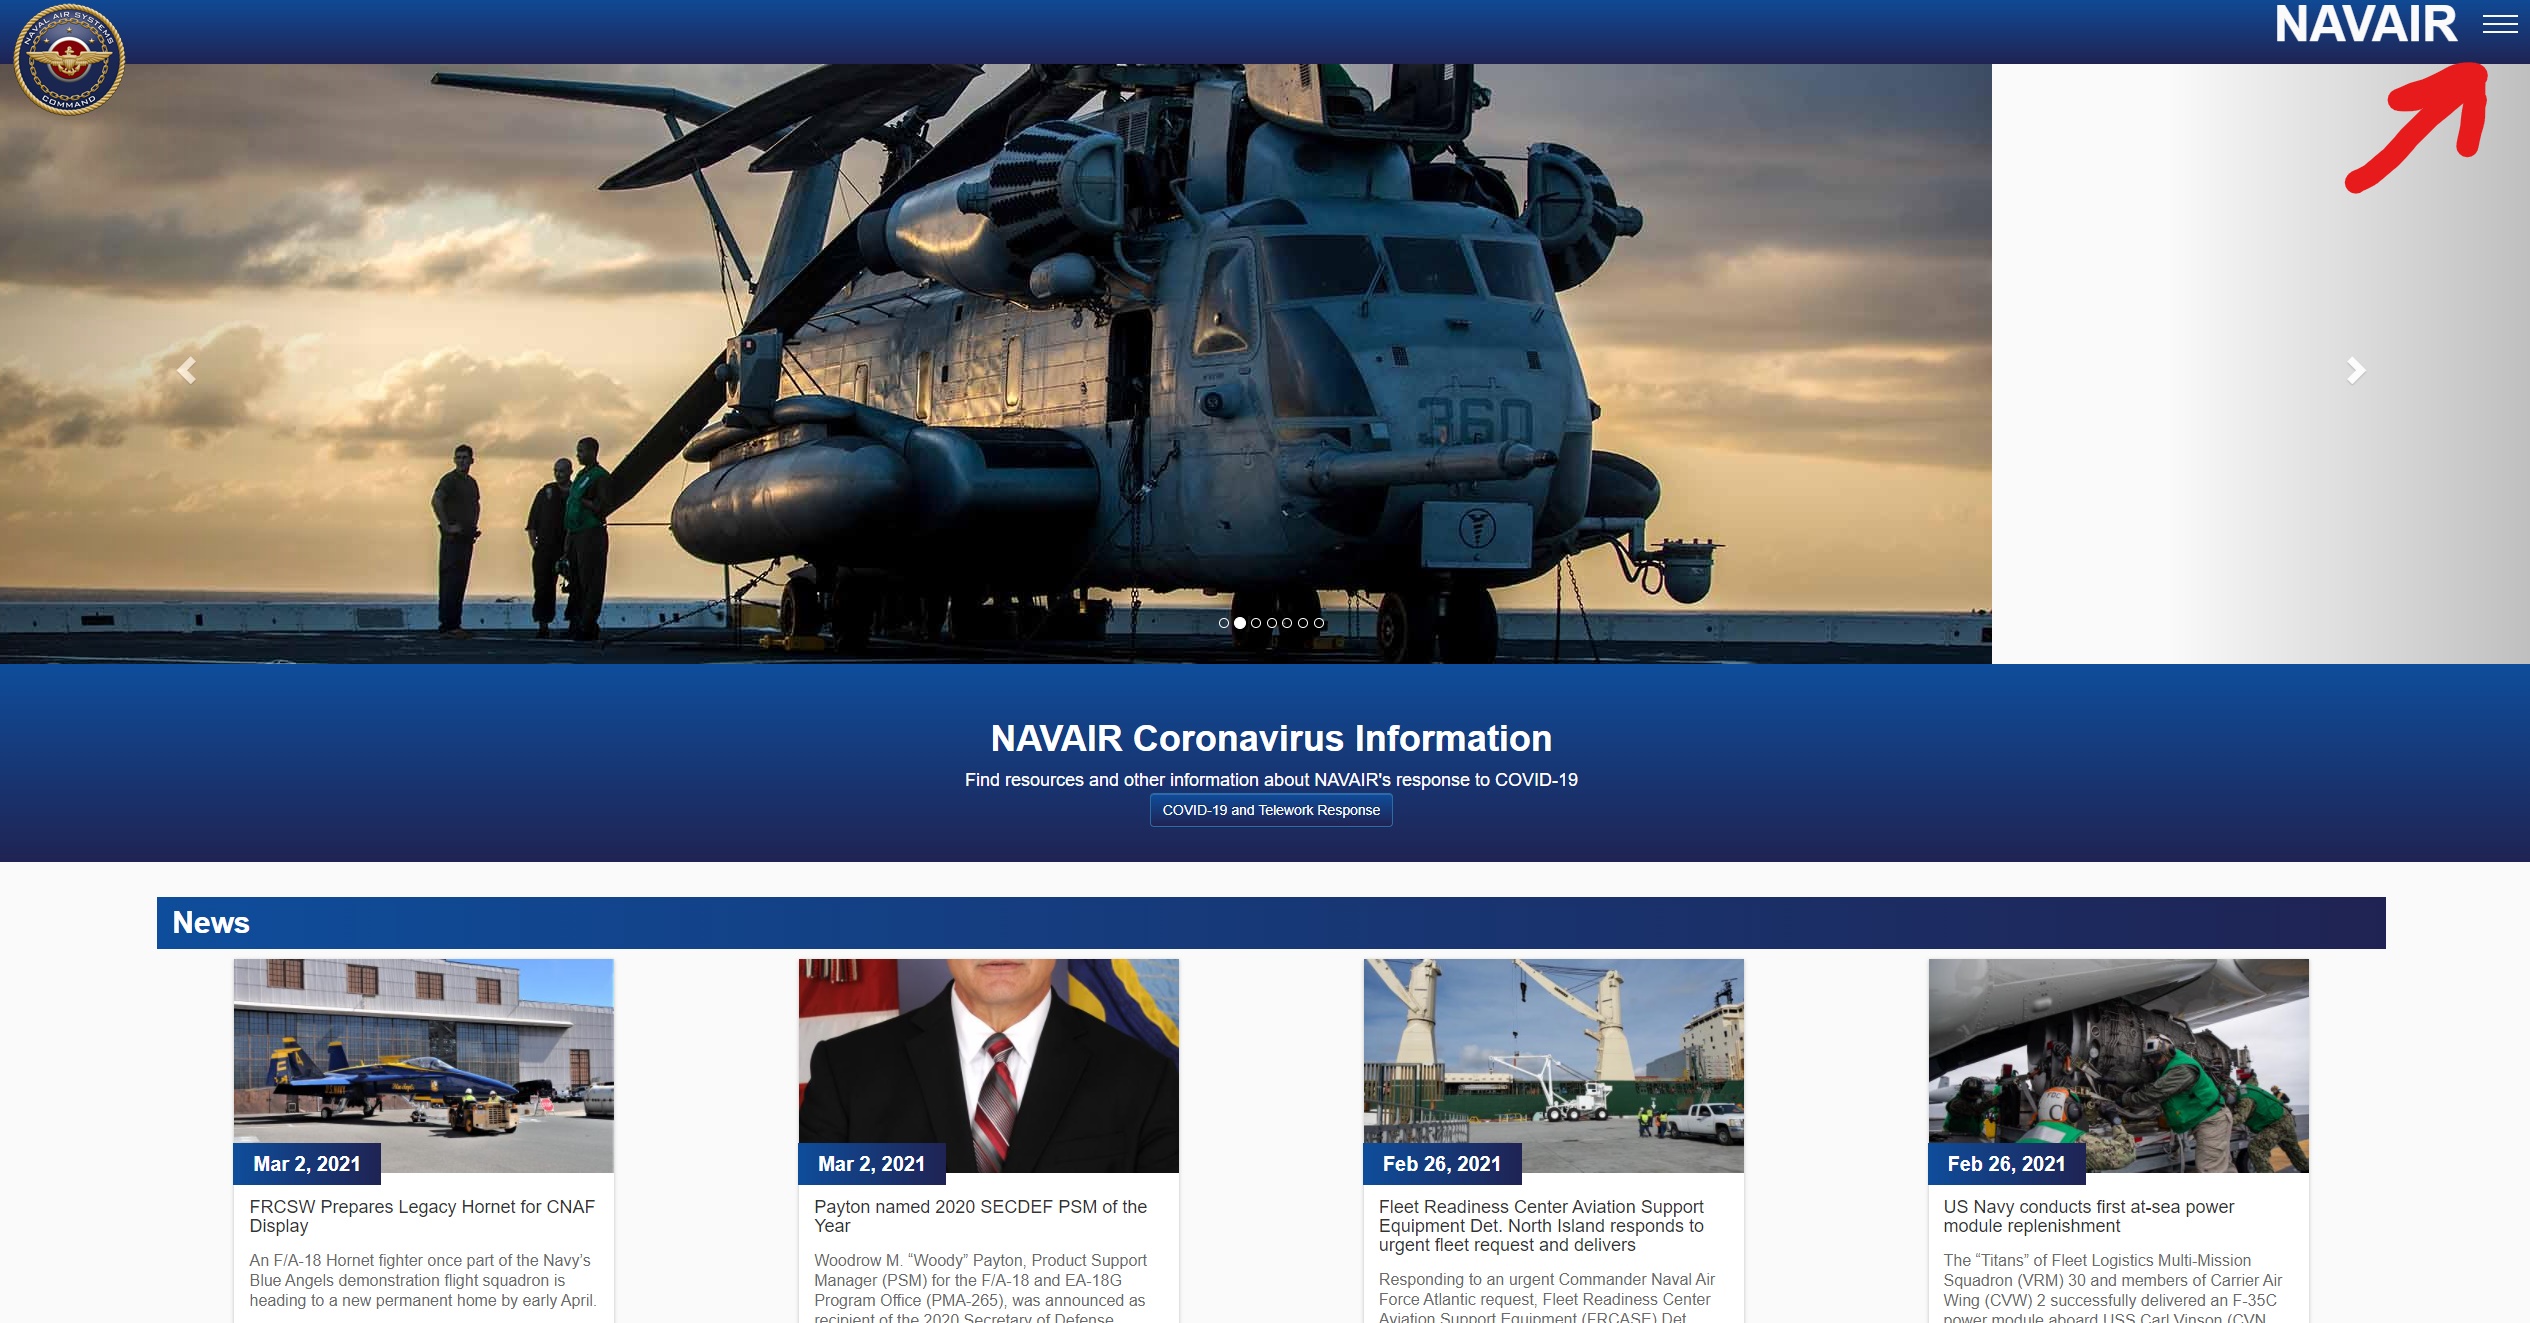 NAVAL AIR SYSTEMS
COMMAND
NAVAIR
360
NAVAIR Coronavirus Information
Find resources and other information about NAVAIR's response to COVID-19
COVID-19 and Telework Response
News
Mar 2, 2021
FRCSW Prepares Legacy Hornet for CNAF
Display
An F/A-18 Hornet fighter once part of the Navy’s
Blue Angels demonstration flight squadron is
heading to a new permanent home by early April.
Mar 2, 2021
Payton named 2020 SECDEF PSM of the
Year
Woodrow M. “Woody” Payton, Product Support
Manager (PSM) for the F/A-18 and EA-18G
Program Office (PMA-265), was announced as
recipient of the 2020 Secretary of Defense
Feb 26, 2021
Fleet Readiness Center Aviation Support
Equipment Det. North Island responds to
urgent fleet request and delivers
Responding to an urgent Commander Naval Air
Force Atlantic request, Fleet Readiness Center
Aviation Support Equipment (FRCASE) Det.
Feb 26, 2021
US Navy conducts first at-sea power
module replenishment
The “Titans” of Fleet Logistics Multi-Mission
Squadron (VRM) 30 and members of Carrier Air
Wing (CVW) 2 successfully delivered an F-35C
power module aboard USS Carl Vinson (CVN